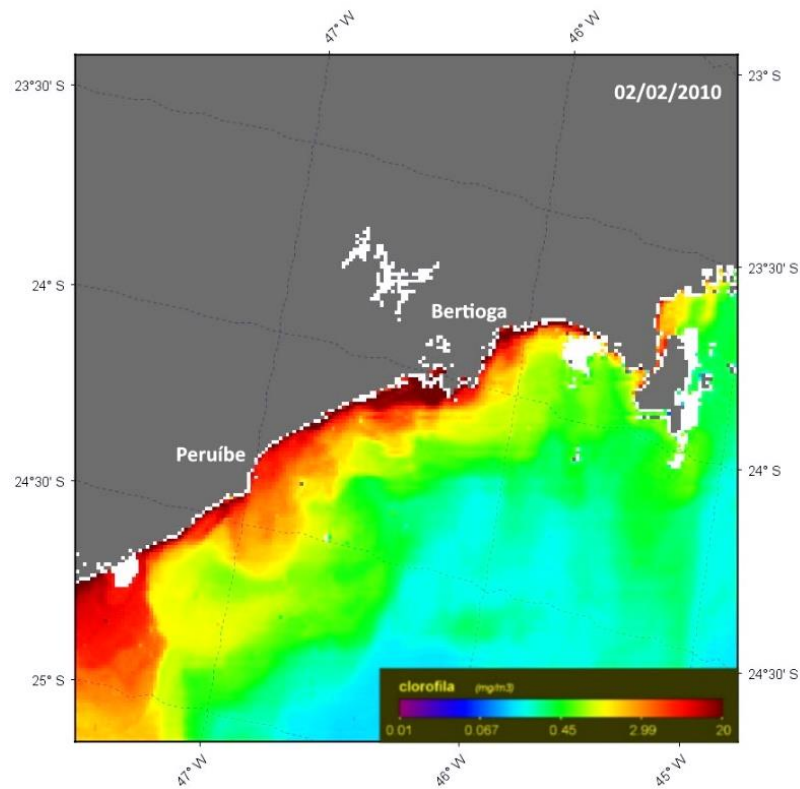 47° W
46° W
23°30' S
23° S
02/02/2010
23°30' S
24° S
Bertioga
Peruíbe
24° S
24°30' S
24°30' S
25° S
clorofila (mg/m3)
0.01 0.067 0.45 2.99 20
47° W
46° W
45° W